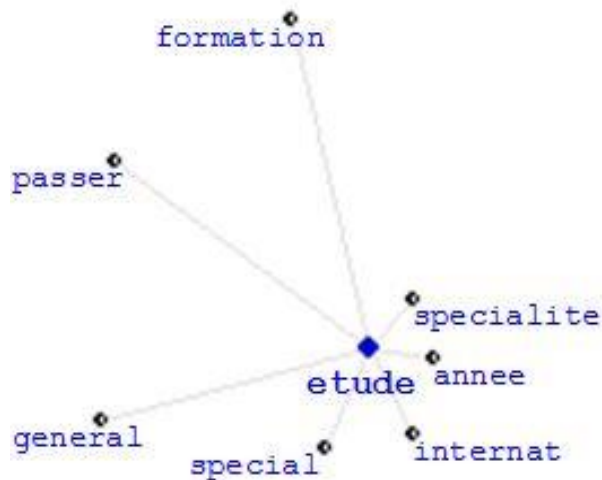 formation
passer
specialite
etude
annee
general
special
internat